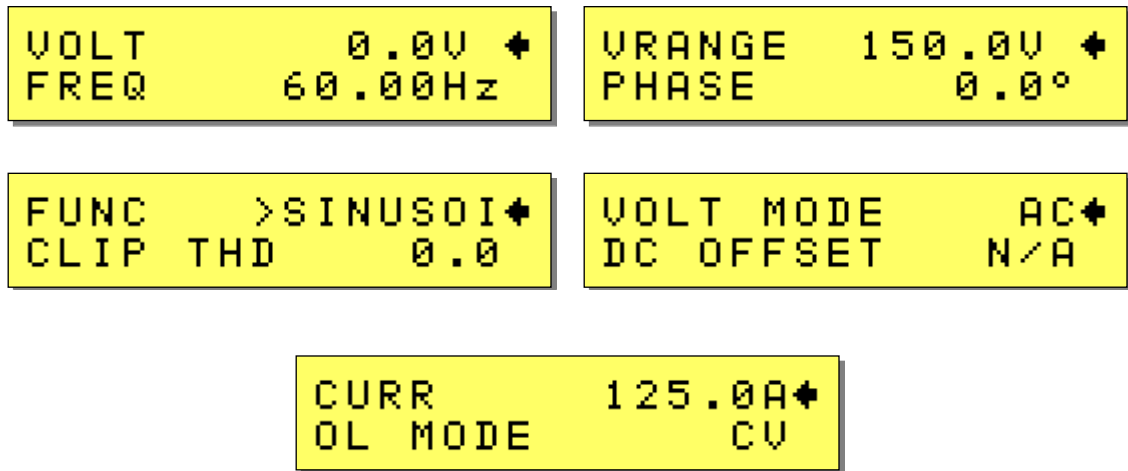 VOLT 0.0V ←
FREQ 60.00Hz
VRANGE 150.0V ←
PHASE 0.0°
FUNC >SINUSOI←
CLIP THD 0.0
VOLT MODE AC←
DC OFFSET N/A
CURR 125.0A←
OL MODE CV